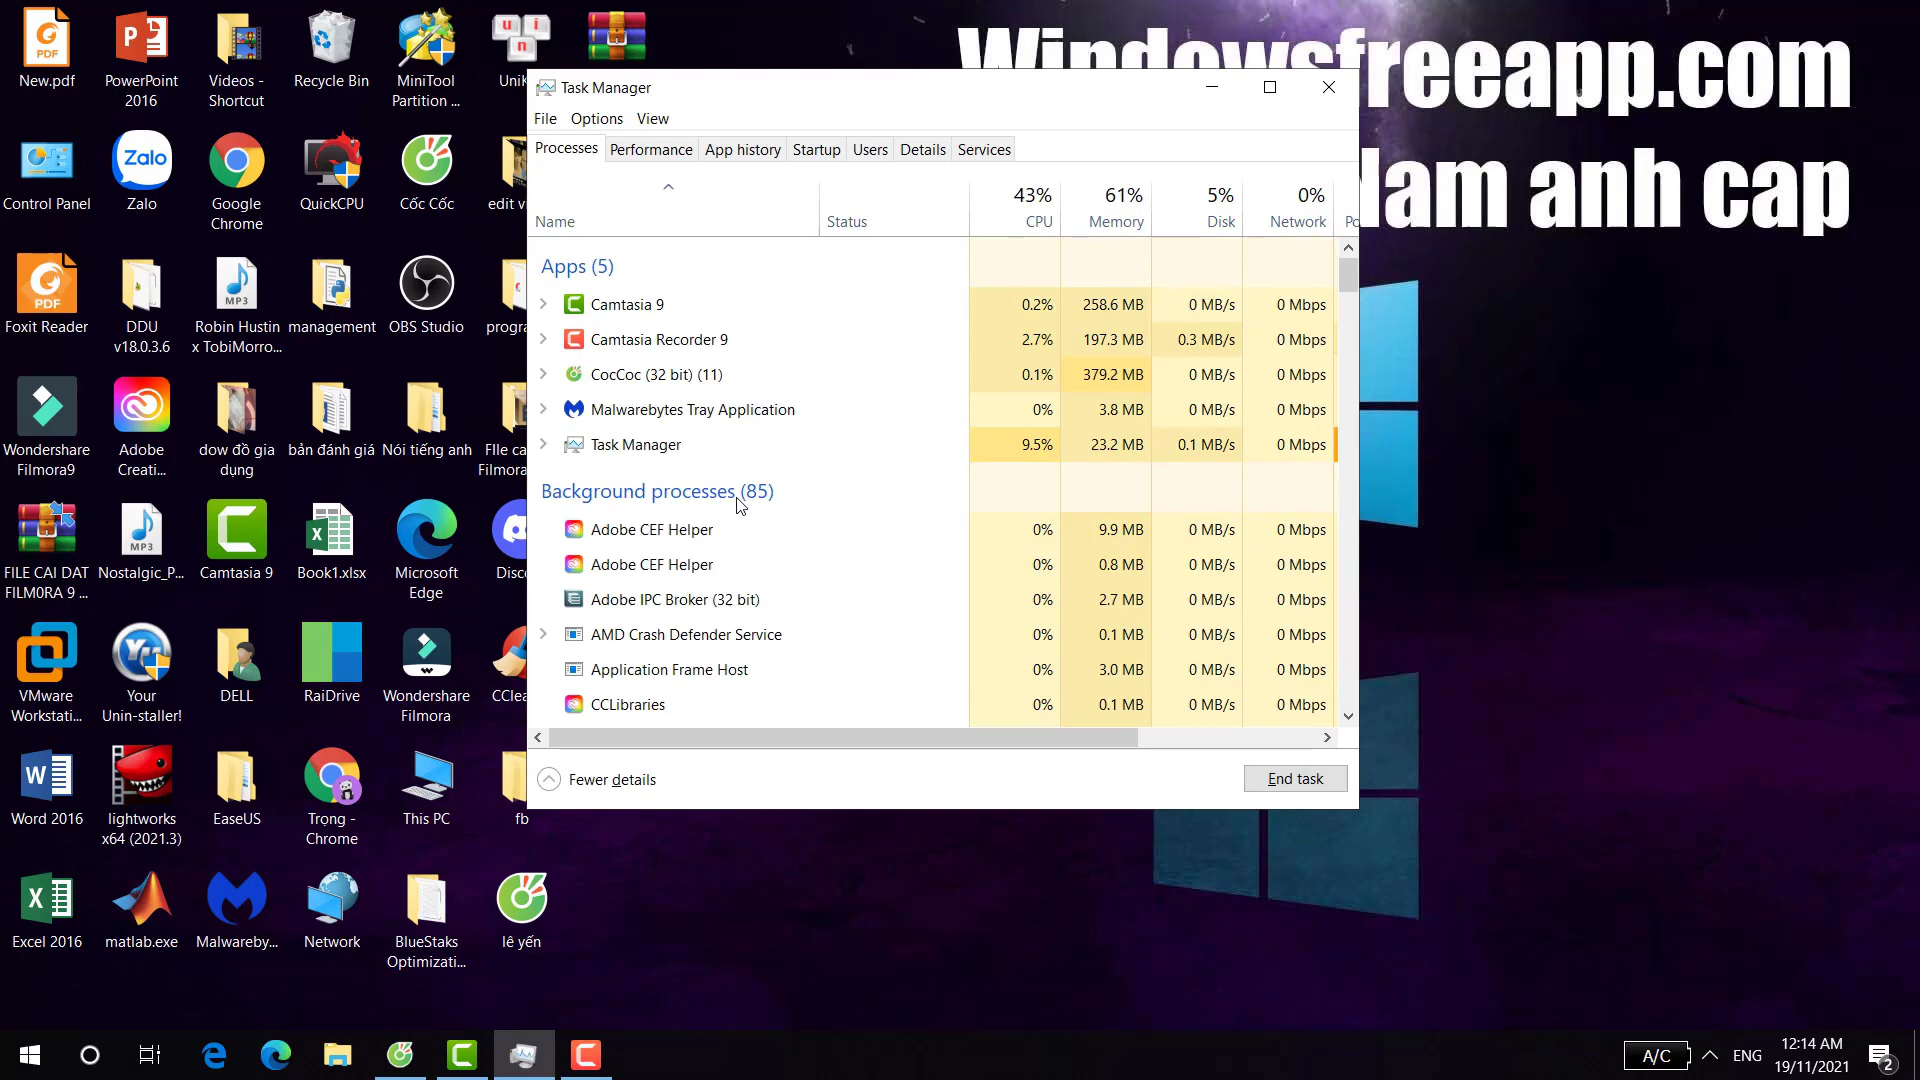 Windowsfreeapp.com
lam anh cap
New.pdf
PowerPoint
2016
Videos -
Shortcut
Recycle Bin
MiniTool
Partition ...
Control Panel
Zalo
Zalo
Google
Chrome
QuickCPU
Cốc Cốc
Foxit Reader
DDU
v18.0.3.6
MP3
Robin Hustin
x TobiMorro...
management
OBS Studio
Wondershare
Filmora9
Adobe
Creati...
dow đồ gia
dụng
bản đánh giá
Nói tiếng anh
FIle ca
Filmora
FILE CAI DAT
FILM0RA 9 ...
MP3
Nostalgic_P...
Camtasia 9
Book1.xlsx
Microsoft
Edge
Disc
VMware
Workstati...
Your
Unin-staller!
DELL
RaiDrive
Wondershare
Filmora
CClea
Word 2016
lightworks
x64 (2021.3)
EaseUS
Trọng -
Chrome
This PC
fb
Excel 2016
matlab.exe
Malwareby...
Network
BlueStaks
Optimizati...
lê yến
Task Manager
File Options View
Processes Performance App history Startup Users Details Services
43% 61% 5% 0%
Name Status CPU Memory Disk Network Po
Apps (5)
Camtasia 9 0.2% 258.6 MB 0 MB/s 0 Mbps
Camtasia Recorder 9 2.7% 197.3 MB 0.3 MB/s 0 Mbps
CocCoc (32 bit) (11) 0.1% 379.2 MB 0 MB/s 0 Mbps
Malwarebytes Tray Application 0% 3.8 MB 0 MB/s 0 Mbps
Task Manager 9.5% 23.2 MB 0.1 MB/s 0 Mbps
Background processes (85)
Adobe CEF Helper 0% 9.9 MB 0 MB/s 0 Mbps
Adobe CEF Helper 0% 0.8 MB 0 MB/s 0 Mbps
Adobe IPC Broker (32 bit) 0% 2.7 MB 0 MB/s 0 Mbps
AMD Crash Defender Service 0% 0.1 MB 0 MB/s 0 Mbps
Application Frame Host 0% 3.0 MB 0 MB/s 0 Mbps
CCLibraries 0% 0.1 MB 0 MB/s 0 Mbps
Fewer details
End task
A/C
ENG
12:14 AM
19/11/2021
2